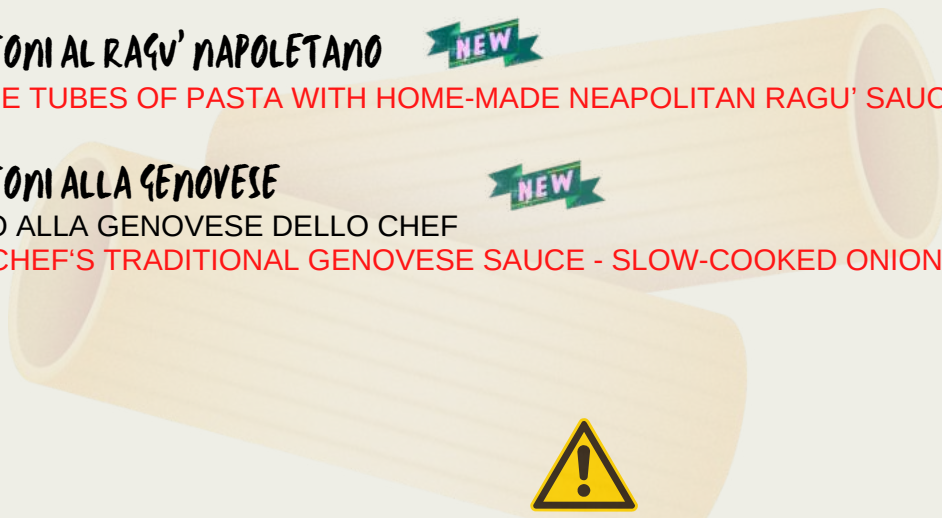 TONI AL RAGU' NAPOLETANO NEW
E TUBES OF PASTA WITH HOME-MADE NEAPOLITAN RAGU' SAUC
TONI ALLA GENOVESE NEW
O ALLA GENOVESE DELLO CHEF
CHEF'S TRADITIONAL GENOVESE SAUCE - SLOW-COOKED ONION